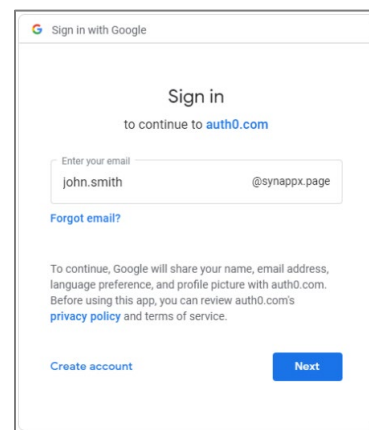 Sign in with Google
Sign in
to continue to auth0.com
Enter your email
john.smith @synappx.page
Forgot email?
To continue, Google will share your name, email address,
language preference, and profile picture with auth0.com.
Before using this app, you can review auth0.com's
privacy policy and terms of service.
Create account Next